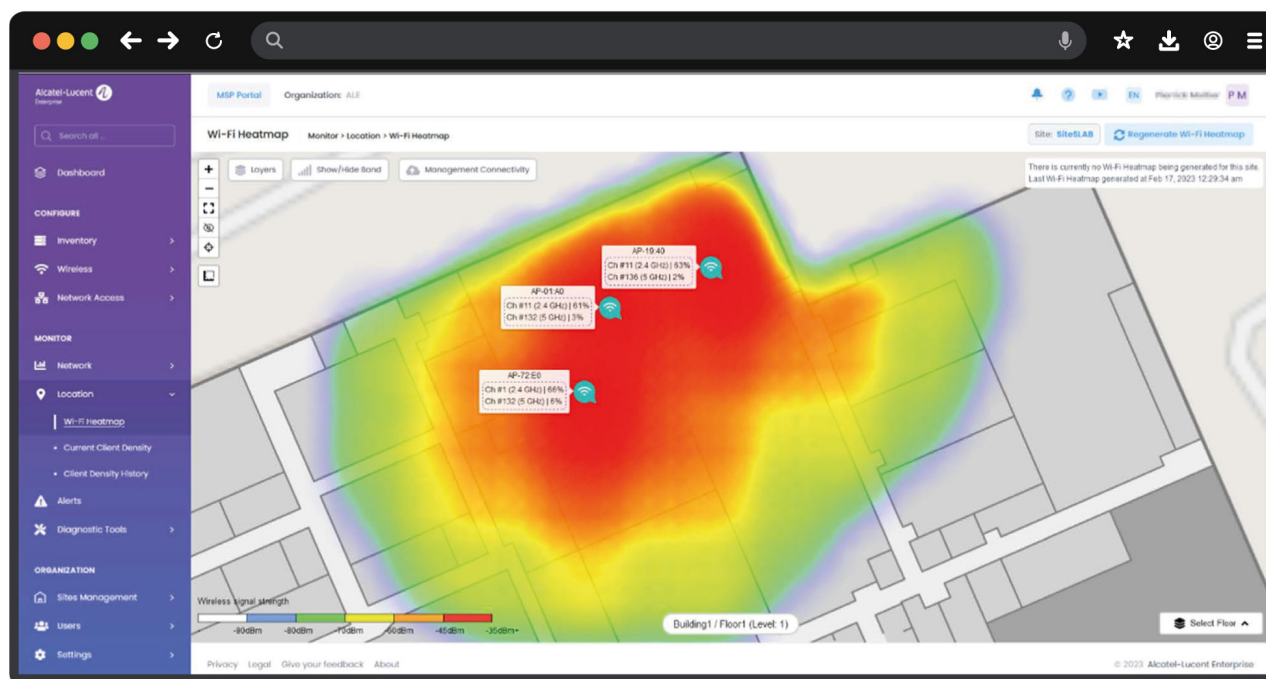 Alcatel-Lucent
Enterprise
MSP Portal
Organization: ALE
EN
P M
Search all ...
Wi-Fi Heatmap
Monitor > Location > Wi-Fi Heatmap
Site: SiteSLAB
Regenerate Wi-Fi Heatmap
There is currently no Wi-Fi Heatmap being generated for this site.
Last Wi-Fi Heatmap generated at Feb 17, 2023 12:29:34 am
Layers
Show/Hide Band
Management Connectivity
Dashboard
CONFIGURE
Inventory
Wireless
Network Access
MONITOR
Network
Location
Wi-Fi Heatmap
Current Client Density
Client Density History
Alerts
Diagnostic Tools
ORGANIZATION
Sites Management
Users
Settings
AP-19:40
Ch #11 (2.4 GHz) | 63%
Ch #136 (5 GHz) | 2%
AP-01:A0
Ch #11 (2.4 GHz) | 61%
Ch #132 (5 GHz) | 3%
AP-72:E0
Ch #1 (2.4 GHz) | 66%
Ch #132 (5 GHz) | 6%
Wireless signal strength
-90dBm -80dBm -70dBm -60dBm -45dBm -35dBm+
Building1 / Floor1 (Level: 1)
Select Floor
Privacy Legal Give your feedback About
© 2023 Alcatel-Lucent Enterprise